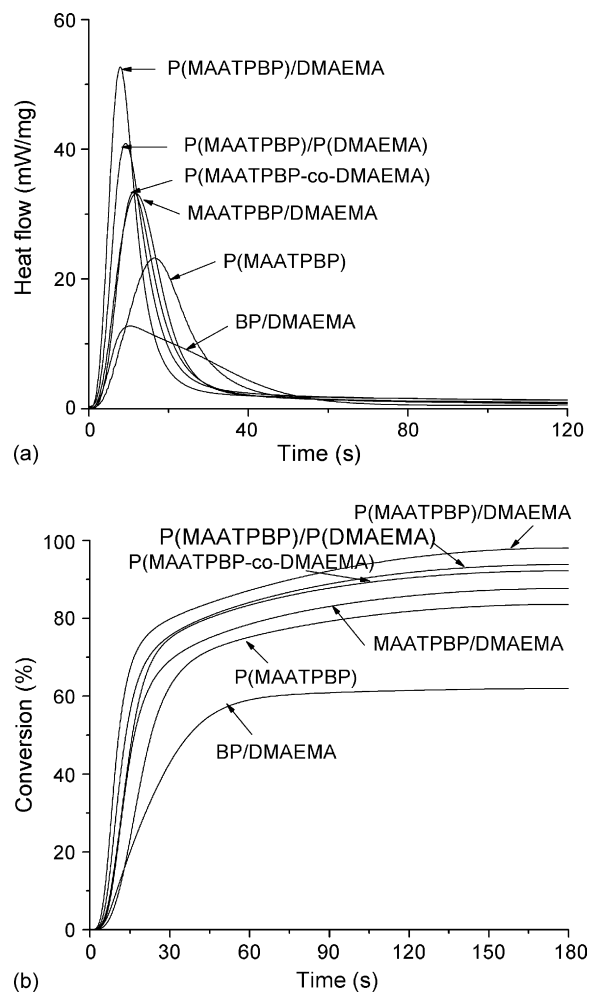 60
40
20
0
Heat flow (mW/mg)
P(MAATPBP)/DMAEMA
P(MAATPBP)/P(DMAEMA)
P(MAATPBP-co-DMAEMA)
MAATPBP/DMAEMA
P(MAATPBP)
BP/DMAEMA
0 40 80 120
(a) Time (s)
100
80
60
40
20
0
Conversion (%)
P(MAATPBP)/DMAEMA
P(MAATPBP)/P(DMAEMA)
P(MAATPBP-co-DMAEMA)
MAATPBP/DMAEMA
P(MAATPBP)
BP/DMAEMA
0 30 60 90 120 150 180
(b) Time (s)